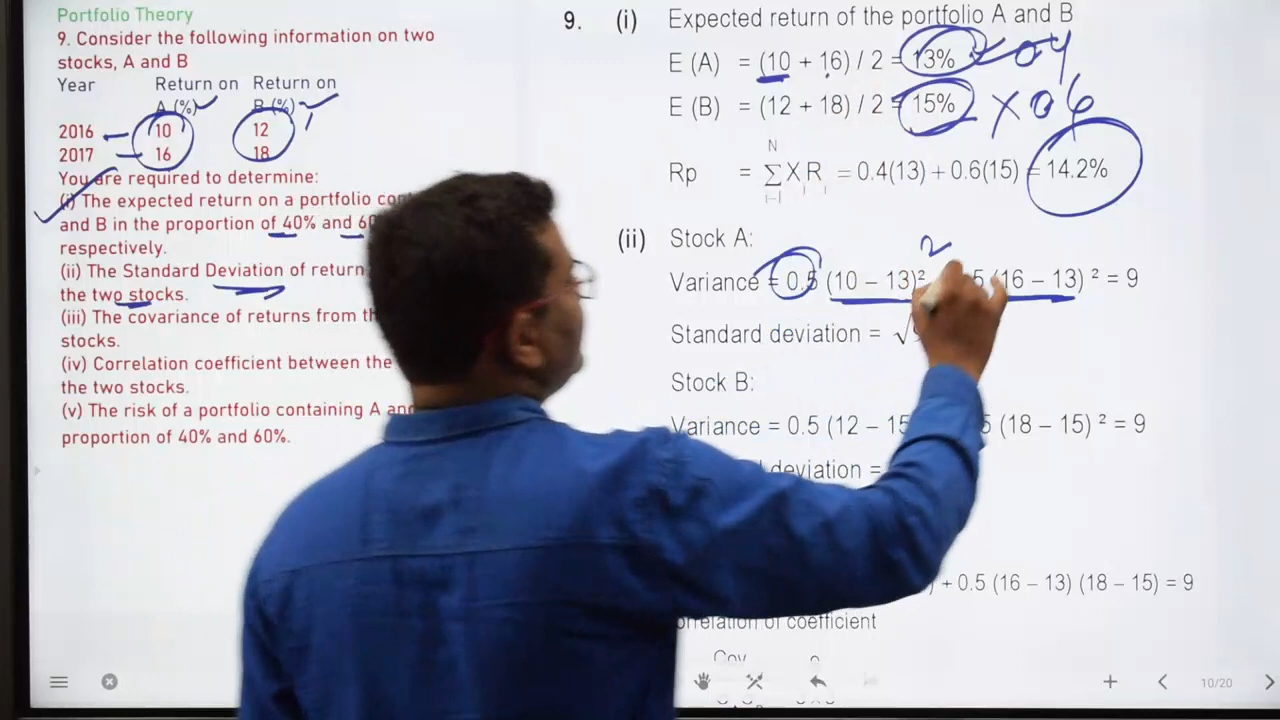 Portfolio Theory
9. Consider the following information on two
stocks, A and B
Year Return on Return on
A (%) B (%)
2016 10 12
2017 16 18
You are required to determine:
(i) The expected return on a portfolio
and B in the proportion of 40% and
respectively.
(ii) The Standard Deviation of return
the two stocks.
(iii) The covariance of returns from
stocks.
(iv) Correlation coefficient between the
the two stocks.
(v) The risk of a portfolio containing A and
proportion of 40% and 60%.
9. (i) Expected return of the portfolio A and B
E (A) = (10 + 16) / 2 = 13% 04
E (B) = (12 + 18) / 2 = 15% X 06
N
Rp = ∑ X R = 0.4(13) + 0.6(15) = 14.2%
i–l i i
(ii) Stock A:
2
Variance = 0.5 (10 – 13)² 5 (16 – 13) ² = 9
Standard deviation = √
Stock B:
Variance = 0.5 (12 – 15 5 (18 – 15) ² = 9
deviation =
+ 0.5 (16 – 13) (18 – 15) = 9
of coefficient
Cov
10/20